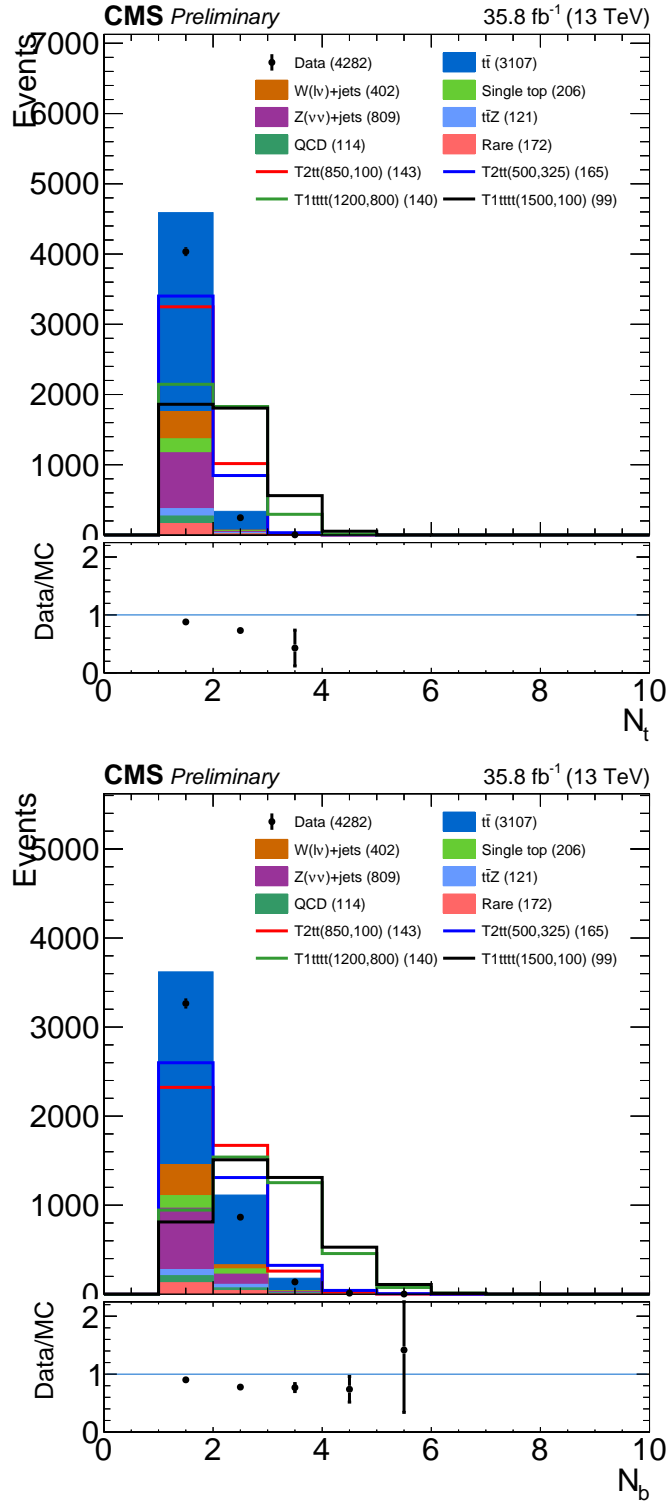 CMS Preliminary 35.8 fb⁻¹ (13 TeV)
Events
7000
6000
5000
4000
3000
2000
1000
0
Data (4282) tt̄ (3107)
W(lν)+jets (402) Single top (206)
Z(νν)+jets (809) tt̄Z (121)
QCD (114) Rare (172)
T2tt(850,100) (143) T2tt(500,325) (165)
T1tttt(1200,800) (140) T1tttt(1500,100) (99)
Data/MC
2
1
0
0 2 4 6 8 10
N_t
CMS Preliminary 35.8 fb⁻¹ (13 TeV)
Events
5000
4000
3000
2000
1000
0
Data (4282) tt̄ (3107)
W(lν)+jets (402) Single top (206)
Z(νν)+jets (809) tt̄Z (121)
QCD (114) Rare (172)
T2tt(850,100) (143) T2tt(500,325) (165)
T1tttt(1200,800) (140) T1tttt(1500,100) (99)
Data/MC
2
1
0
0 2 4 6 8 10
N_b